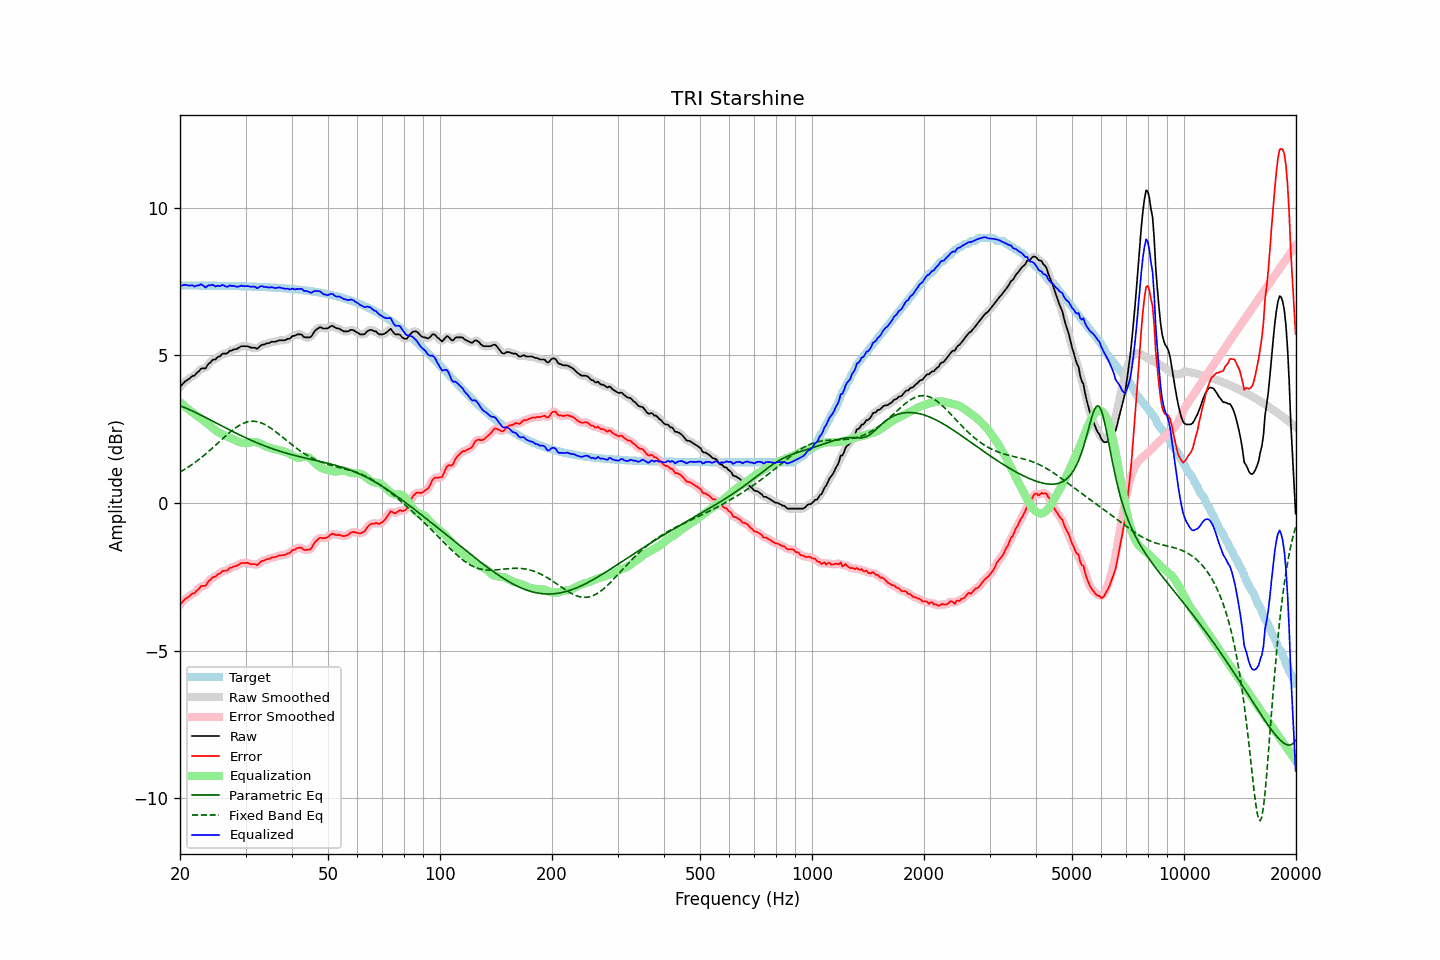 TRI Starshine
Amplitude (dBr)
10
5
0
−5
−10
Target
Raw Smoothed
Error Smoothed
Raw
Error
Equalization
Parametric Eq
Fixed Band Eq
Equalized
20 50 100 200 500 1000 2000 5000 10000 20000
Frequency (Hz)